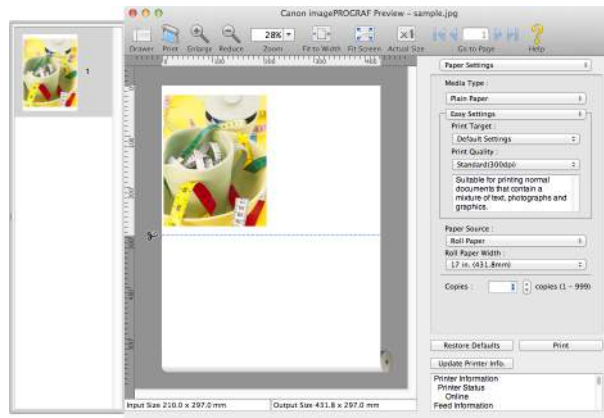 Canon imagePROGRAF Preview – sample.jpg
28%
Drawer Print Enlarge Reduce Zoom Fit to Width Fit Screen Actual Size Go to Page Help
1
1
Paper Settings
Media Type :
Plain Paper
Easy Settings
Print Target :
Default Settings
Print Quality :
Standard(300dpi)
Suitable for printing normal
documents that contain a
mixture of text, photographs and
graphics.
Paper Source :
Roll Paper
Roll Paper Width :
17 in. (431.8mm)
Copies : 1 copies (1 – 999)
Restore Defaults Print
Update Printer Info.
Printer Information
Printer Status
Online
Feed Information
Input Size 210.0 x 297.0 mm Output Size 431.8 x 297.0 mm